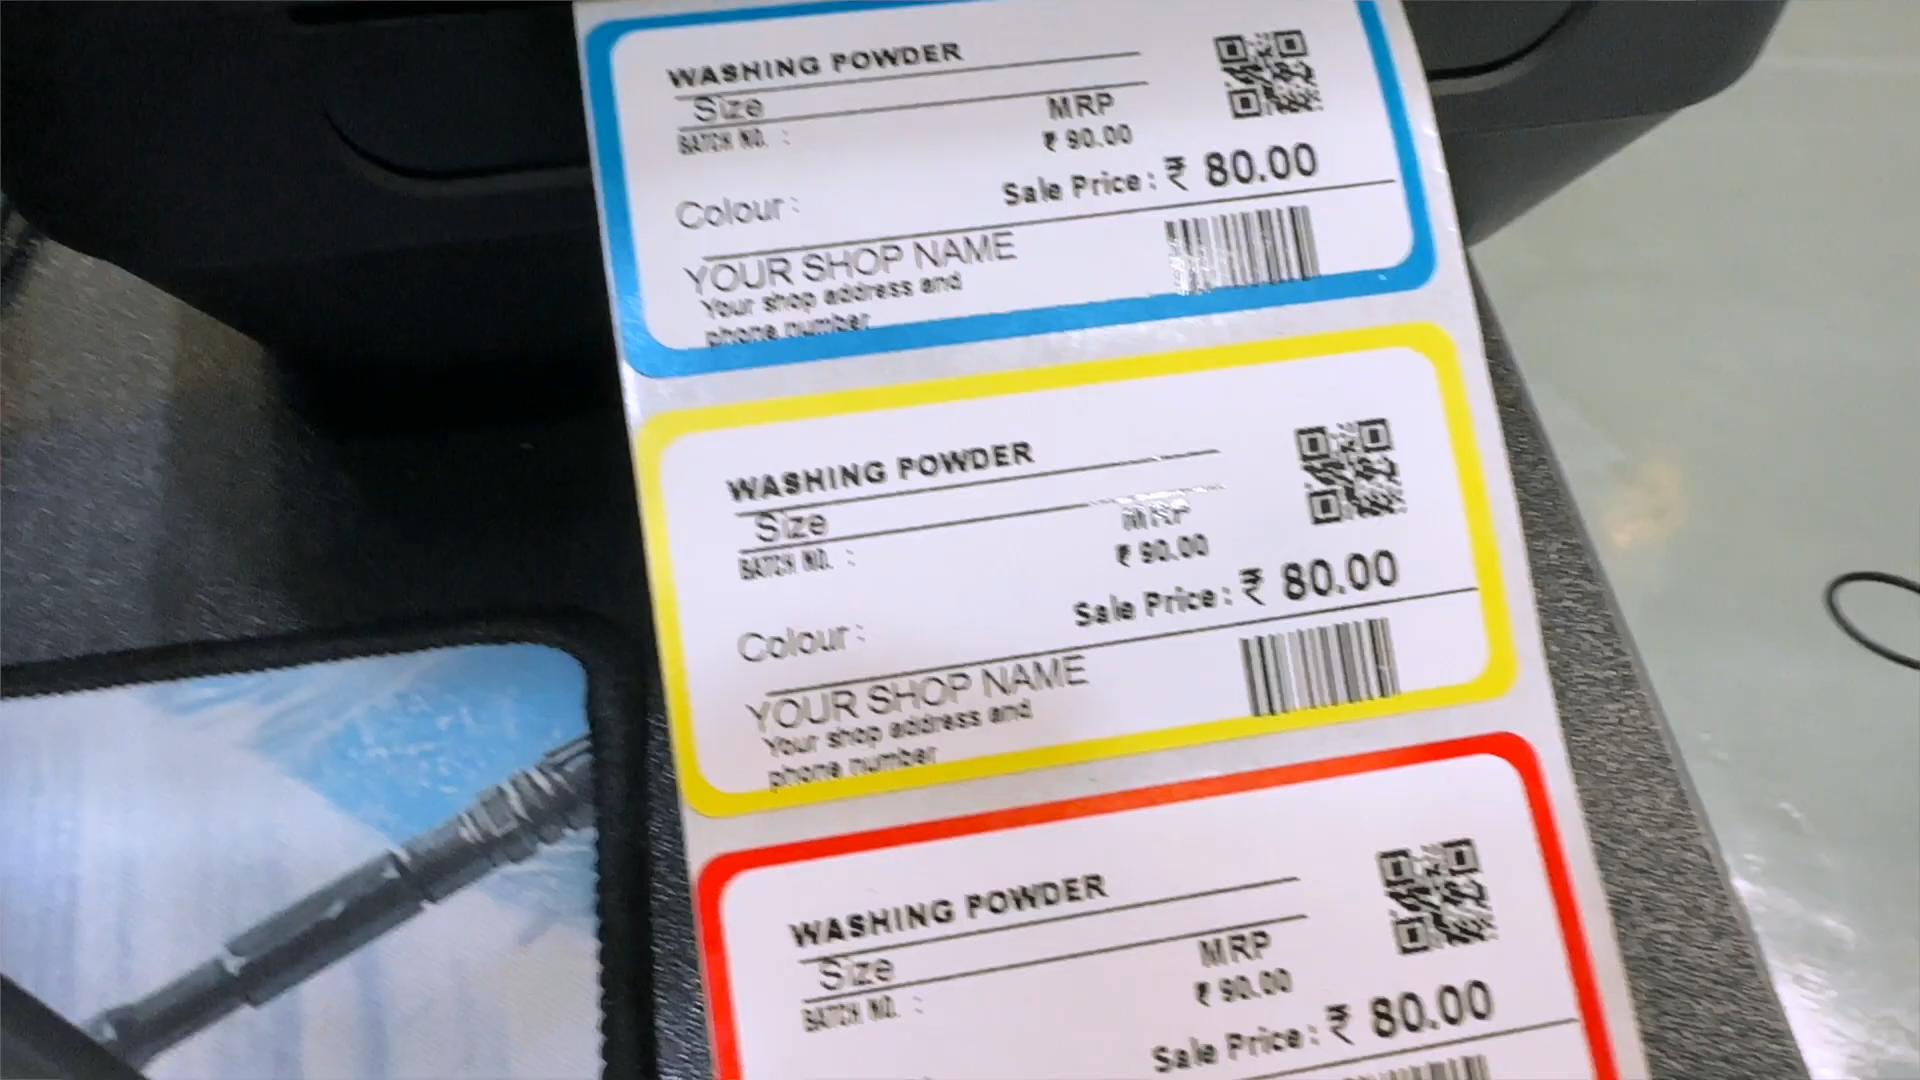 WASHING POWDER
Size
MRP
BATCH NO. :
₹ 90.00
Sale Price : ₹ 80.00
Colour :
YOUR SHOP NAME
Your shop address and
phone number
WASHING POWDER
Size
MRP
BATCH NO. :
₹ 90.00
Sale Price : ₹ 80.00
Colour :
YOUR SHOP NAME
Your shop address and
phone number
WASHING POWDER
Size
MRP
BATCH NO. :
₹ 90.00
Sale Price : ₹ 80.00